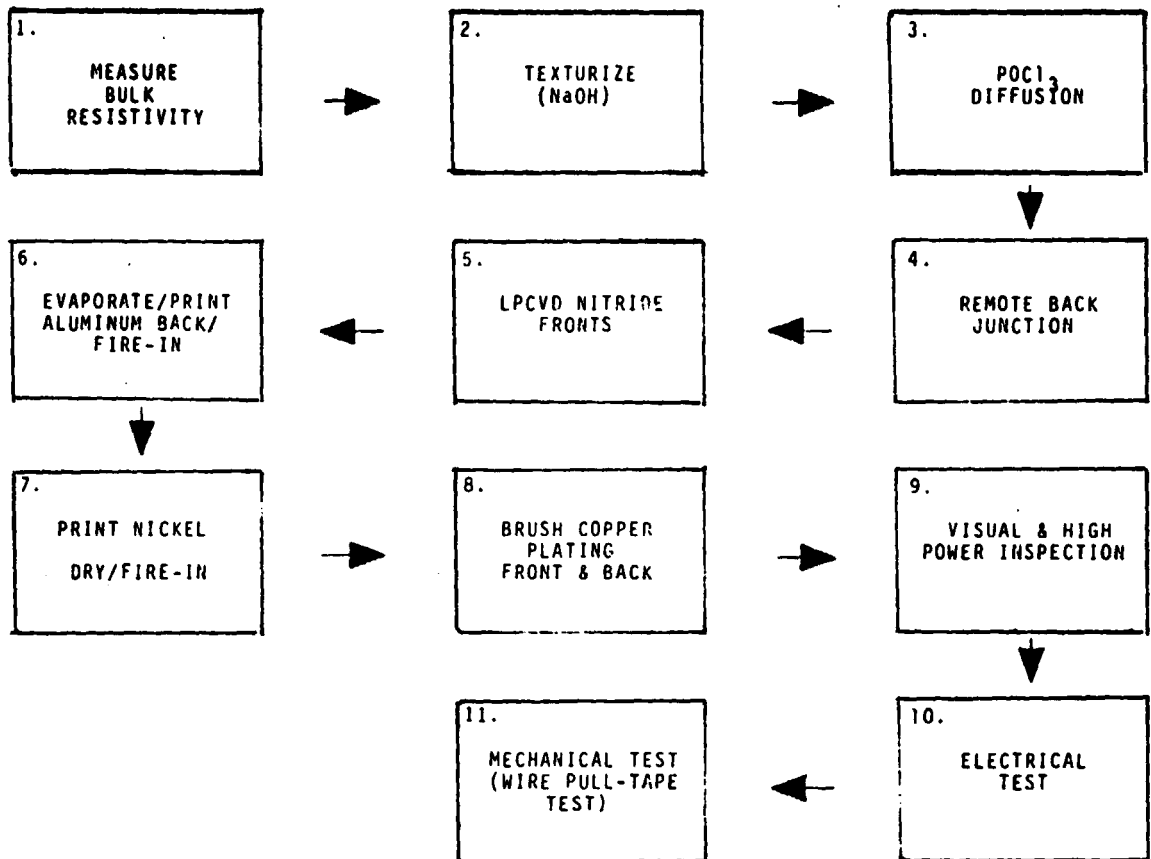 1.
MEASURE
BULK
RESISTIVITY
2.
TEXTURIZE
(NaOH)
3.
POCl3
DIFFUSION
4.
REMOTE BACK
JUNCTION
5.
LPCVD NITRIDE
FRONTS
6.
EVAPORATE/PRINT
ALUMINUM BACK/
FIRE-IN
7.
PRINT NICKEL
DRY/FIRE-IN
8.
BRUSH COPPER
PLATING
FRONT & BACK
9.
VISUAL & HIGH
POWER INSPECTION
10.
ELECTRICAL
TEST
11.
MECHANICAL TEST
(WIRE PULL-TAPE
TEST)